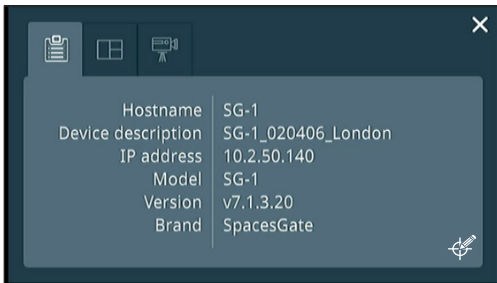 Hostname SG-1
Device description SG-1_020406_London
IP address 10.2.50.140
Model SG-1
Version v7.1.3.20
Brand SpacesGate